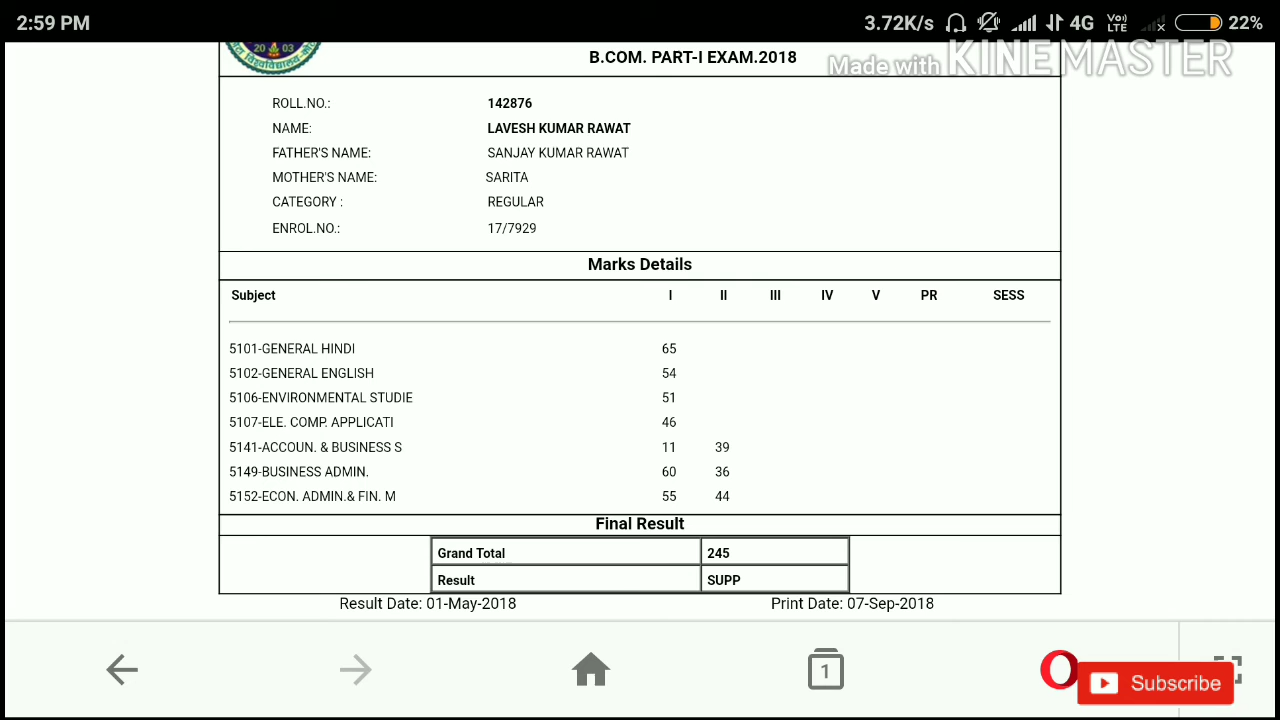 2:59 PM 3.72K/s 4G Vo) LTE 22%
20 03
B.COM. PART-I EXAM.2018
Made with KINEMASTER
ROLL.NO.: 142876
NAME: LAVESH KUMAR RAWAT
FATHER'S NAME: SANJAY KUMAR RAWAT
MOTHER'S NAME: SARITA
CATEGORY : REGULAR
ENROL.NO.: 17/7929
Marks Details
Subject I II III IV V PR SESS
5101-GENERAL HINDI 65
5102-GENERAL ENGLISH 54
5106-ENVIRONMENTAL STUDIE 51
5107-ELE. COMP. APPLICATI 46
5141-ACCOUN. & BUSINESS S 11 39
5149-BUSINESS ADMIN. 60 36
5152-ECON. ADMIN.& FIN. M 55 44
Final Result
Grand Total 245
Result SUPP
Result Date: 01-May-2018 Print Date: 07-Sep-2018
1
Subscribe